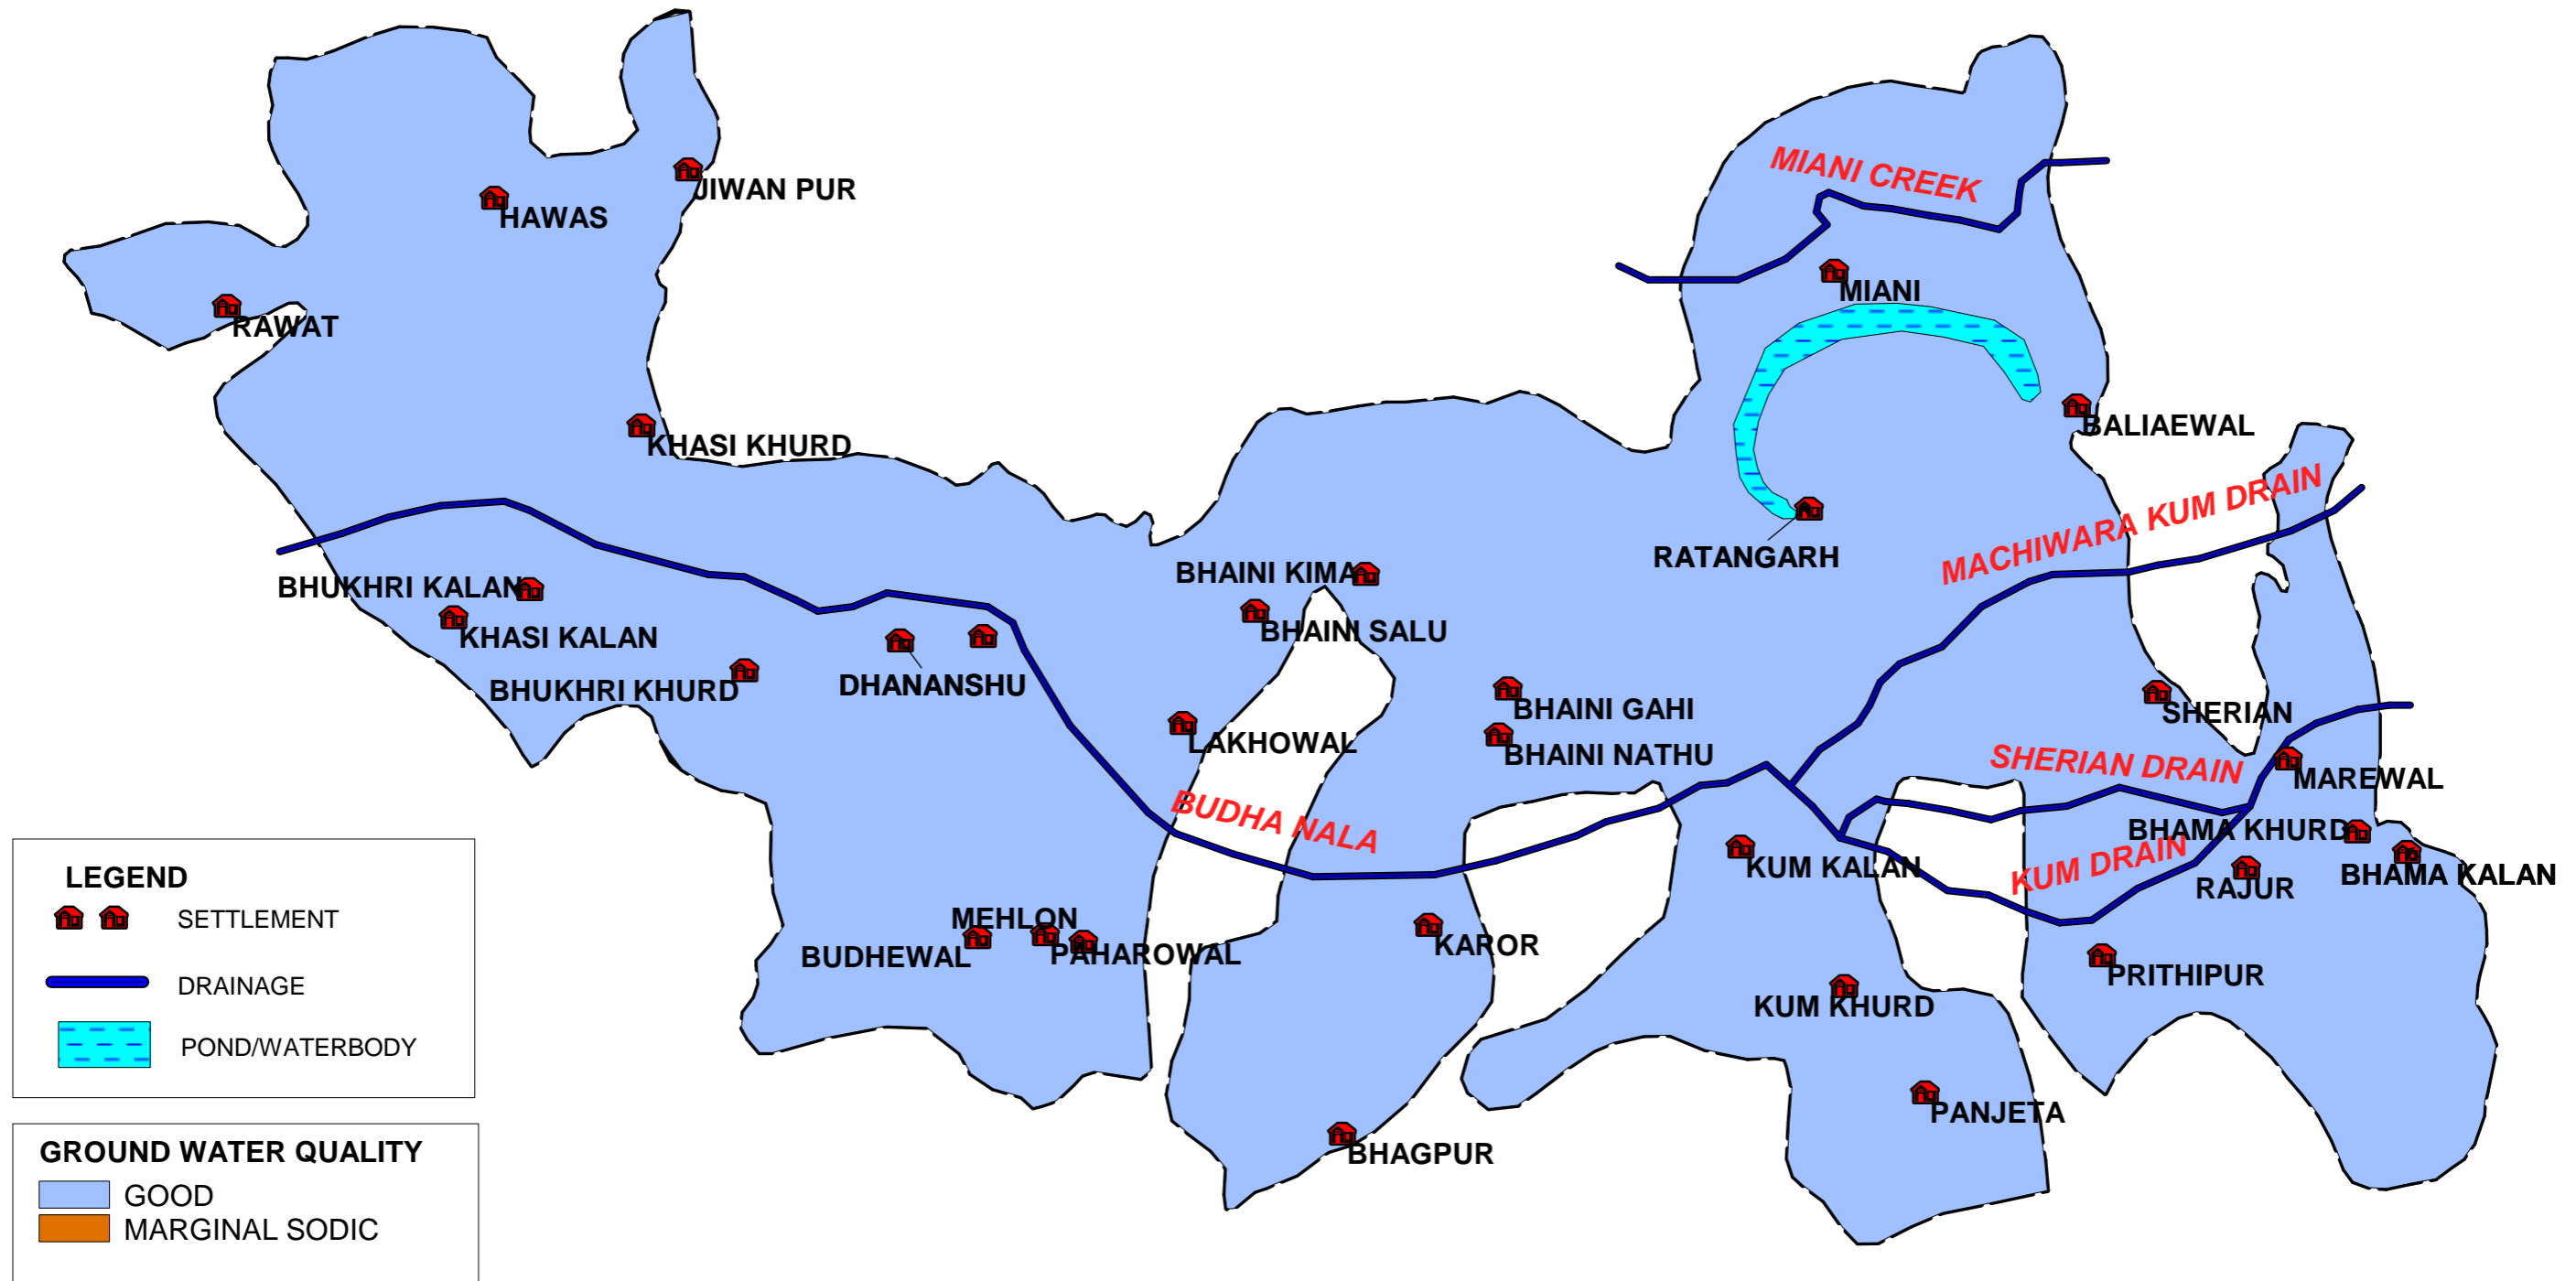 MIANI CREEK
JIWAN PUR
HAWAS
MIANI
RAWAT
BALIAEWAL
KHASI KHURD
MACHIWARA KUM DRAIN
RATANGARH
BHAINI KIMA
BHUKHRI KALAN
BHAINI SALU
KHASI KALAN
DHANANSHU
BHUKHRI KHURD
BHAINI GAHI
SHERIAN
LAKHOWAL
BHAINI NATHU
SHERIAN DRAIN
MAREWAL
BUDHA NALA
BHAMA KHURD
KUM KALAN
KUM DRAIN
RAJUR
BHAMA KALAN
MEHLON
BUDHEWAL
PAHAROWAL
KAROR
PRITHIPUR
KUM KHURD
PANJETA
BHAGPUR
LEGEND
SETTLEMENT
DRAINAGE
POND/WATERBODY
GROUND WATER QUALITY
GOOD
MARGINAL SODIC